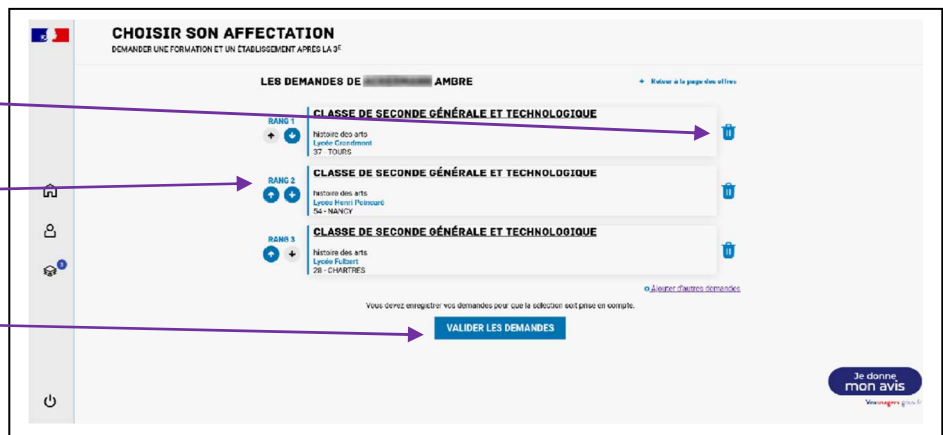 CHOISIR SON AFFECTATION
DEMANDER UNE FORMATION ET UN ÉTABLISSEMENT APRÈS LA 3E
LES DEMANDES DE AMBRE
Retour à la page des offres
RANG 1
CLASSE DE SECONDE GÉNÉRALE ET TECHNOLOGIQUE
histoire des arts
Lycée Grandmont
37 - TOURS
RANG 2
CLASSE DE SECONDE GÉNÉRALE ET TECHNOLOGIQUE
histoire des arts
Lycée Henri Poincaré
54 - NANCY
RANG 3
CLASSE DE SECONDE GÉNÉRALE ET TECHNOLOGIQUE
histoire des arts
Lycée Fulbert
28 - CHARTRES
Ajouter d'autres demandes
Vous devez enregistrer vos demandes pour que la sélection soit prise en compte.
VALIDER LES DEMANDES
1
Je donne
mon avis